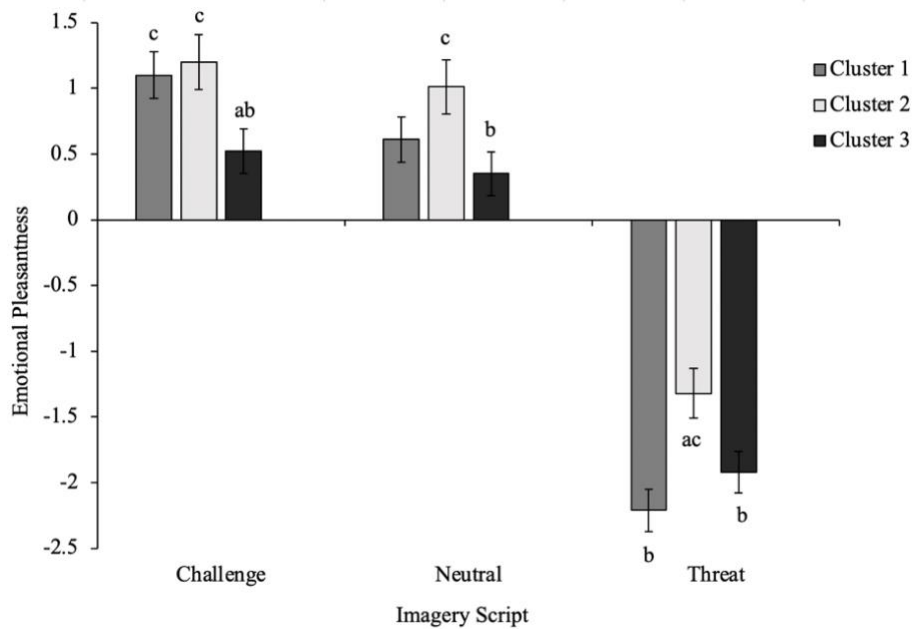 1.5
1
0.5
0
-0.5
-1
-1.5
-2
-2.5
Emotional Pleasantness
c
c
ab
c
b
b
ac
b
Cluster 1
Cluster 2
Cluster 3
Challenge
Neutral
Threat
Imagery Script